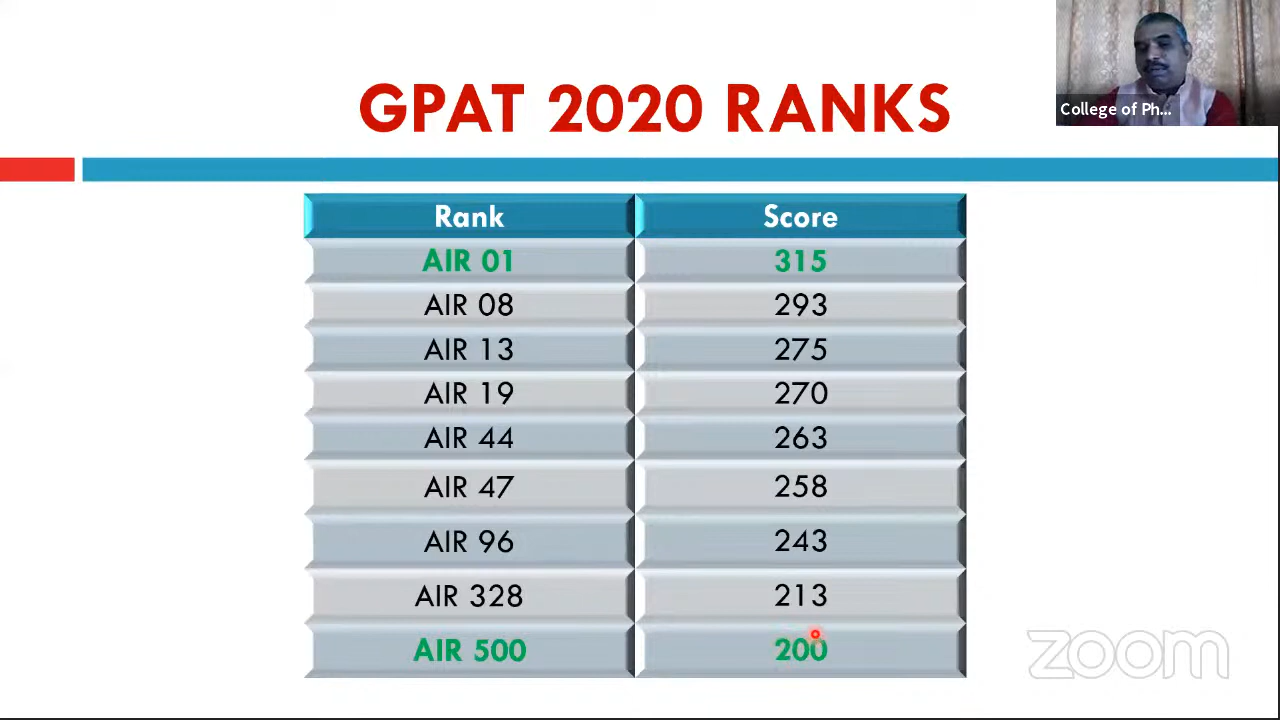 College of Ph...
GPAT 2020 RANKS
Rank Score
AIR 01 315
AIR 08 293
AIR 13 275
AIR 19 270
AIR 44 263
AIR 47 258
AIR 96 243
AIR 328 213
AIR 500 200
zoom